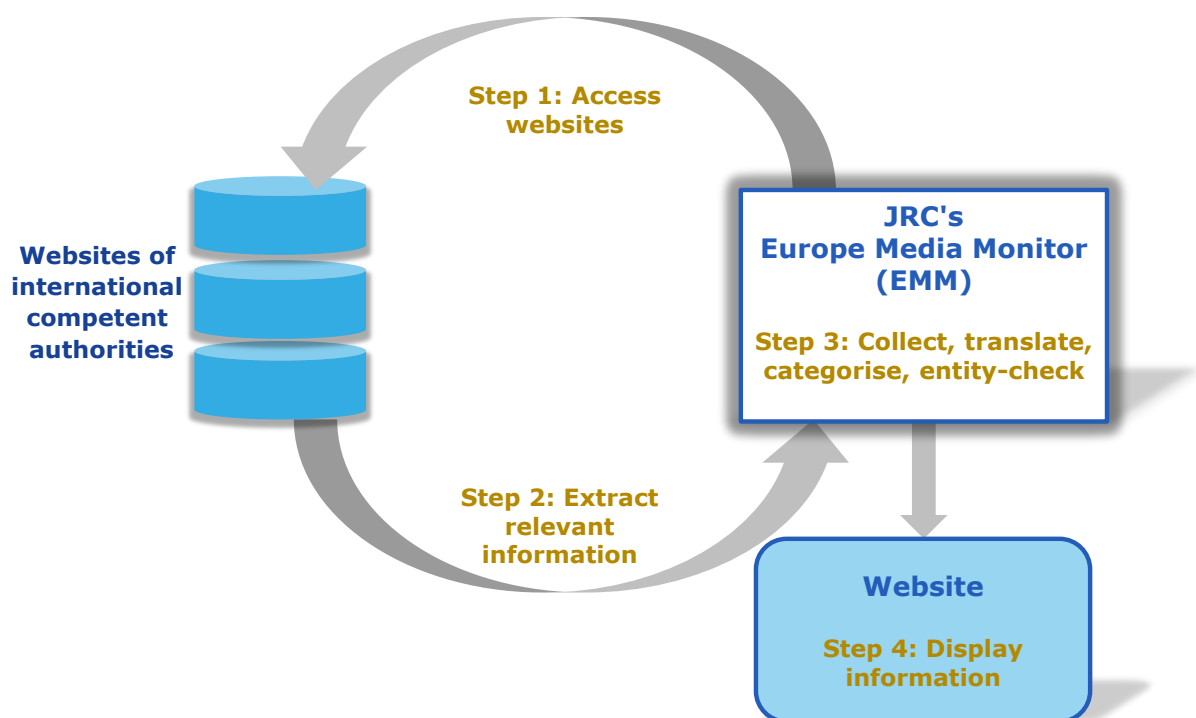 Step 1: Access
websites
Websites of
international
competent
authorities
JRC's
Europe Media Monitor
(EMM)
Step 3: Collect, translate,
categorise, entity-check
Step 2: Extract
relevant
information
Website
Step 4: Display
information